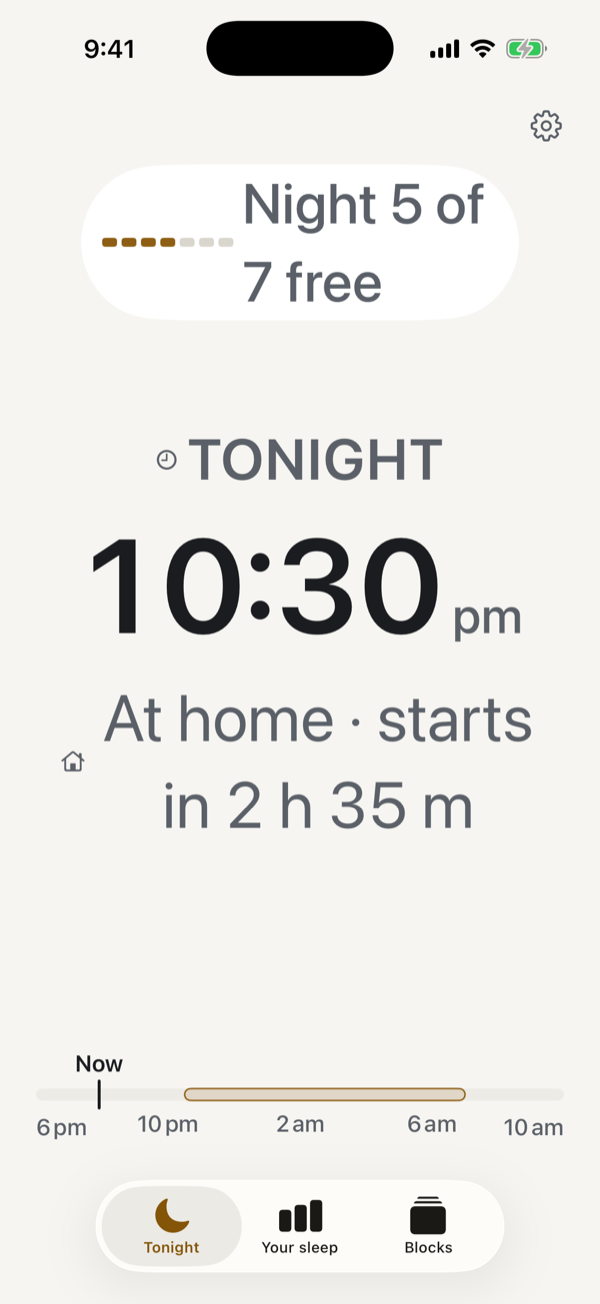 9:41
Night 5 of
7 free
TONIGHT
10:30 pm
At home · starts
in 2 h 35 m
Now
6 pm 10 pm 2 am 6 am 10 am
Tonight Your sleep Blocks